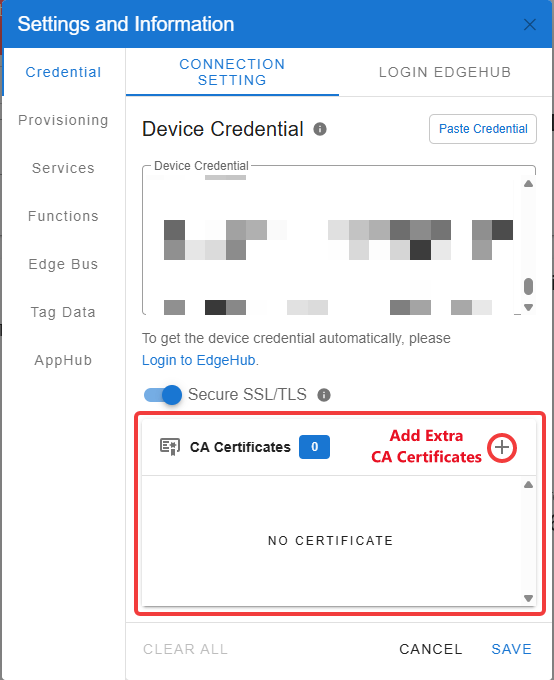 Settings and Information
Credential
Provisioning
Services
Functions
Edge Bus
Tag Data
AppHub
CONNECTION
SETTING
LOGIN EDGEHUB
Device Credential
Paste Credential
Device Credential
To get the device credential automatically, please
Login to EdgeHub.
Secure SSL/TLS
CA Certificates 0
Add Extra
CA Certificates
NO CERTIFICATE
CLEAR ALL
CANCEL
SAVE